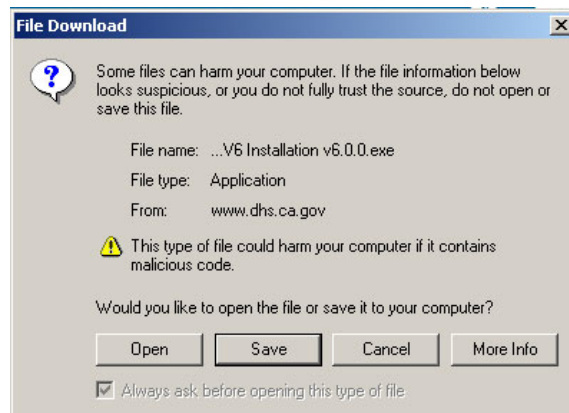 File Download
Some files can harm your computer. If the file information below
looks suspicious, or you do not fully trust the source, do not open or
save this file.
File name: ...V6 Installation v6.0.0.exe
File type: Application
From: www.dhs.ca.gov
This type of file could harm your computer if it contains
malicious code.
Would you like to open the file or save it to your computer?
Open Save Cancel More Info
Always ask before opening this type of file